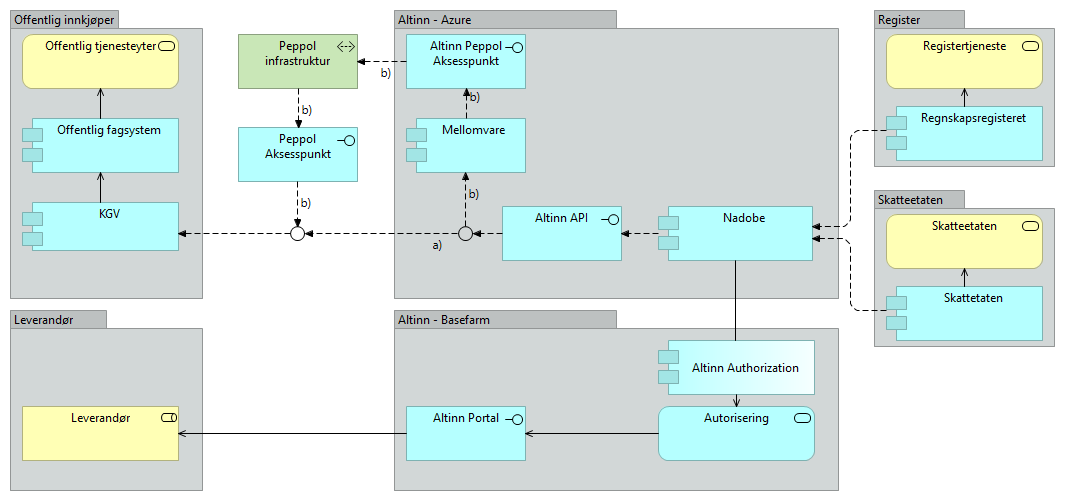 Offentlig innkjøper
Offentlig tjenesteyter
Offentlig fagsystem
KGV
Peppol
infrastruktur
b)
Peppol
Aksesspunkt
b)
b)
Altinn - Azure
Altinn Peppol
Aksesspunkt
b)
Mellomvare
b)
a)
Altinn API
Nadobe
Register
Registertjeneste
Regnskapsregisteret
Skatteetaten
Skatteetaten
Skattetaten
Leverandør
Leverandør
Altinn - Basefarm
Altinn Authorization
Altinn Portal
Autorisering